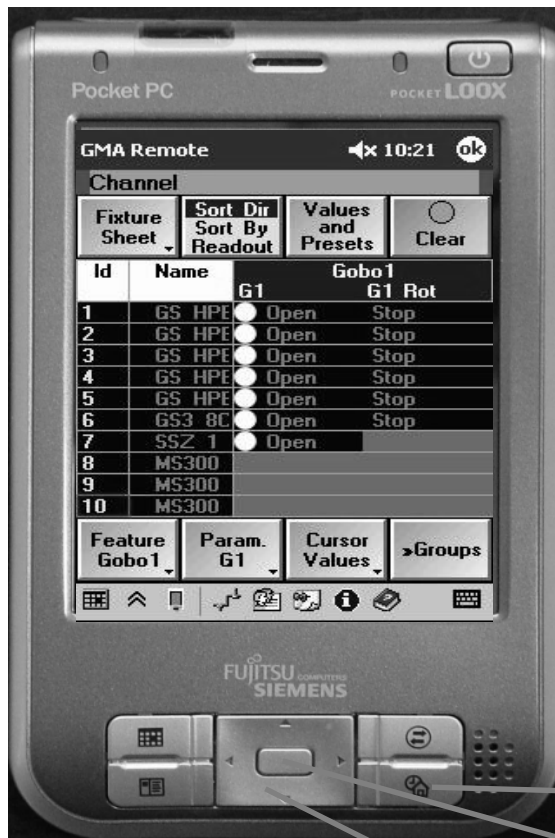 Pocket PC
POCKET LOOX
GMA Remote 10:21 ok
Channel
Fixture Sheet
Sort Dir
Sort By
Readout
Values and Presets
Clear
Id Name Gobo1
G1 G1 Rot
1 GS HPE Open Stop
2 GS HPE Open Stop
3 GS HPE Open Stop
4 GS HPE Open Stop
5 GS HPE Open Stop
6 GS3 8C Open Stop
7 SSZ 1 Open
8 MS300
9 MS300
10 MS300
Feature Gobo1
Param. G1
Cursor Values
»Groups
FUJITSU COMPUTERS
SIEMENS